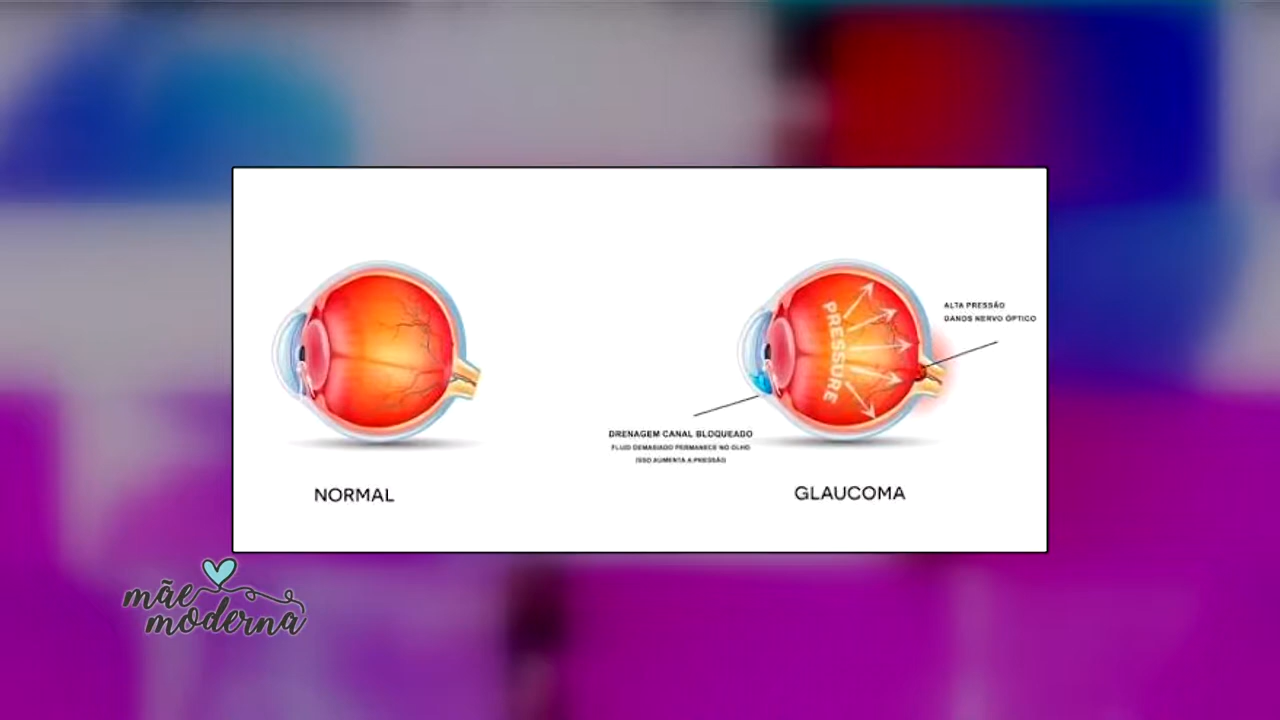 PRESSURE
ALTA PRESSÃO
DANOS NERVO ÓPTICO
DRENAGEM CANAL BLOQUEADO
FLUID DEMASIADO PERMANECE NO OLHO
ISSO AUMENTA A PRESSÃO
NORMAL
GLAUCOMA
mãe
moderna